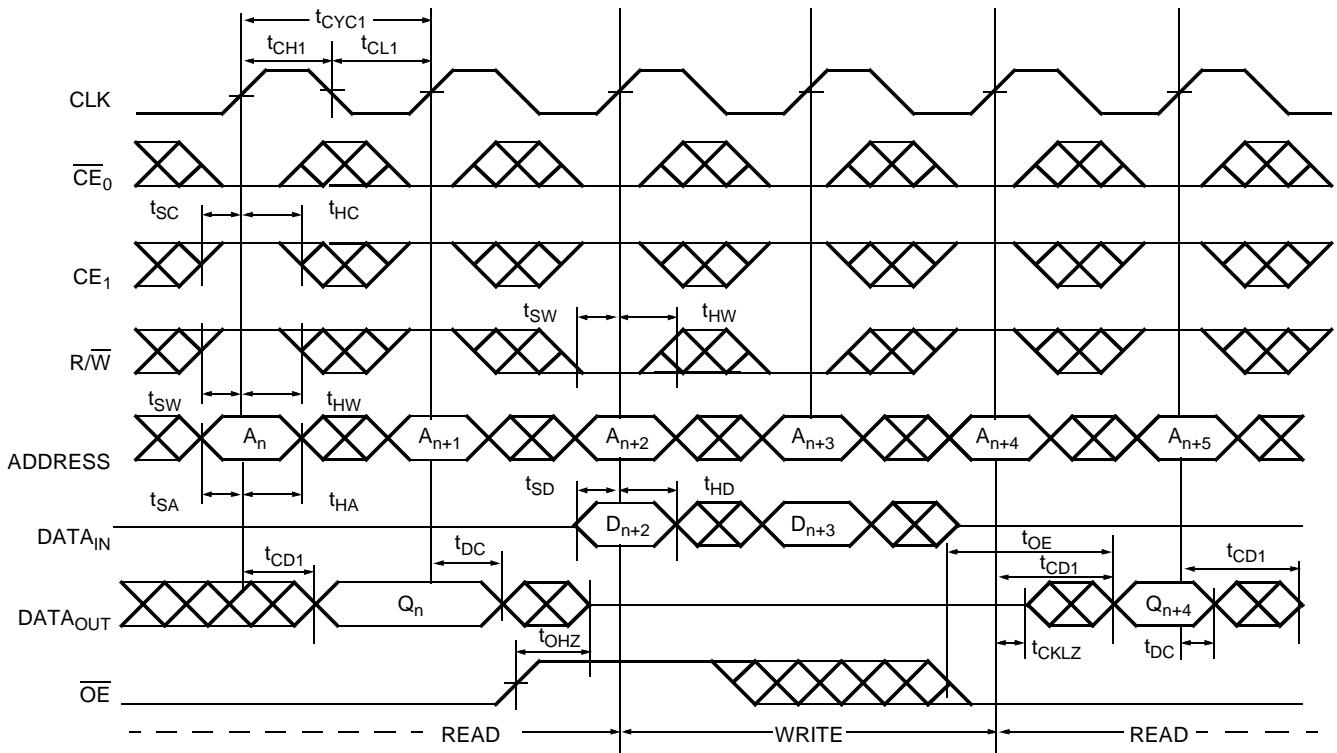 tCYC1
tCH1 tCL1
CLK
CE0
tSC tHC
CE1
tSW tHW
R/W
tSW tHW
An An+1 An+2 An+3 An+4 An+5
ADDRESS
tSA tHA tSD tHD
Dn+2 Dn+3
DATAIN
tCD1 tDC tOE
tCD1 tCD1
Qn Qn+4
DATAOUT
tOHZ tCKLZ tDC
OE
READ WRITE READ